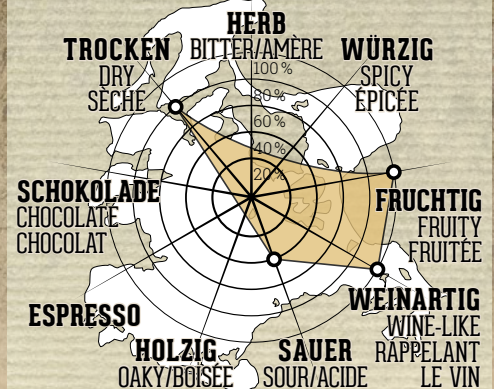 HERB
BITTER/AMÈRE
TROCKEN
DRY
SÈCHE
WÜRZIG
SPICY
ÉPICÉE
100 %
80 %
60 %
40 %
20 %
SCHOKOLADE
CHOCOLATE
CHOCOLAT
FRUCHTIG
FRUITY
FRUITÉE
ESPRESSO
WEINARTIG
WINE-LIKE
RAPPELANT
LE VIN
HOLZIG
OAKY/BOISÉE
SAUER
SOUR/ACIDE